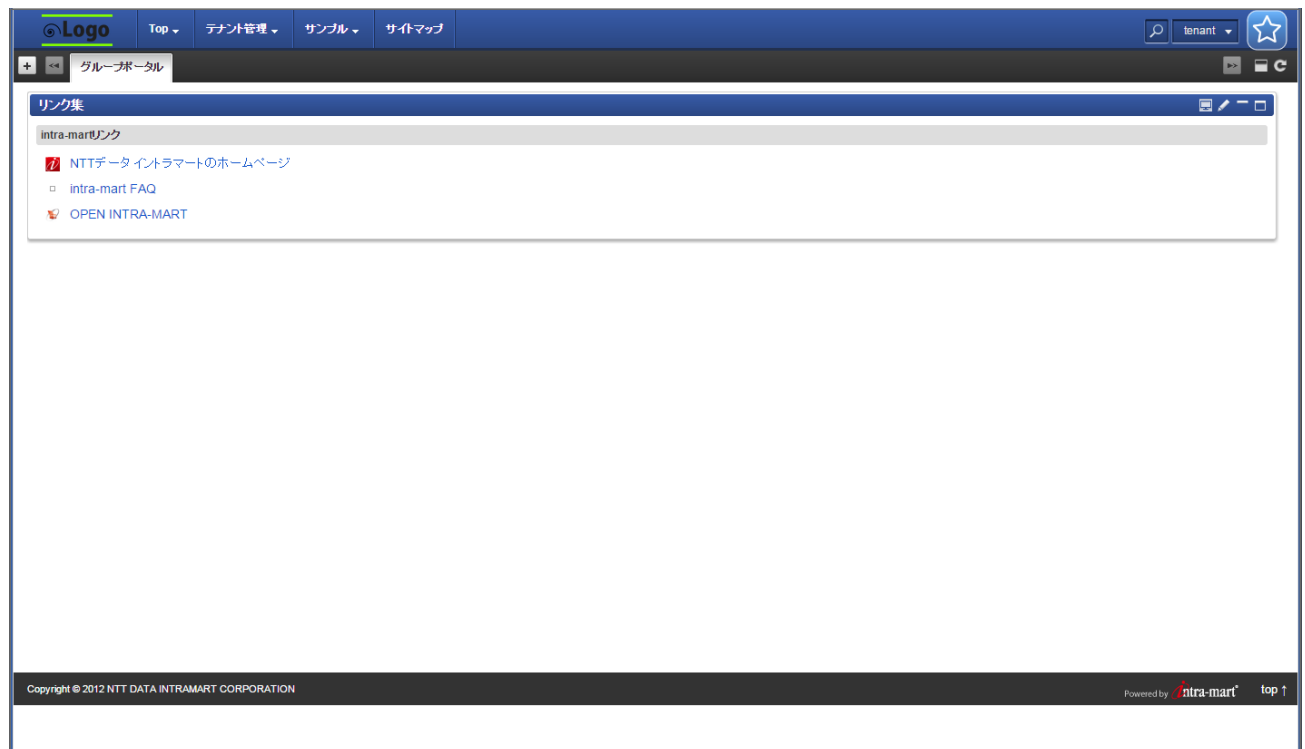 Logo Top テナント管理 サンプル サイトマップ tenant
+ グループポータル
リンク集
intra-martリンク
NTTデータ イントラマートのホームページ
intra-mart FAQ
OPEN INTRA-MART
Copyright © 2012 NTT DATA INTRAMART CORPORATION Powered by intra-mart top ↑